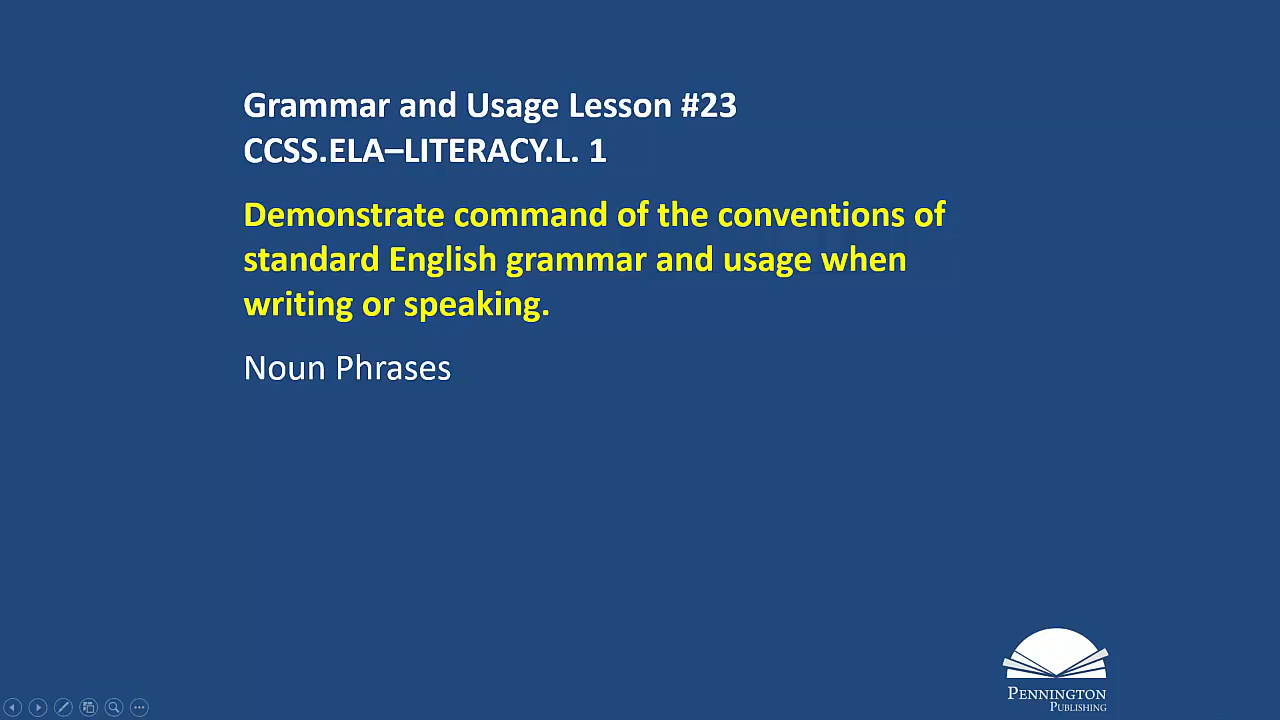 Grammar and Usage Lesson #23
CCSS.ELA–LITERACY.L. 1
Demonstrate command of the conventions of
standard English grammar and usage when
writing or speaking.
Noun Phrases
PENNINGTON
PUBLISHING